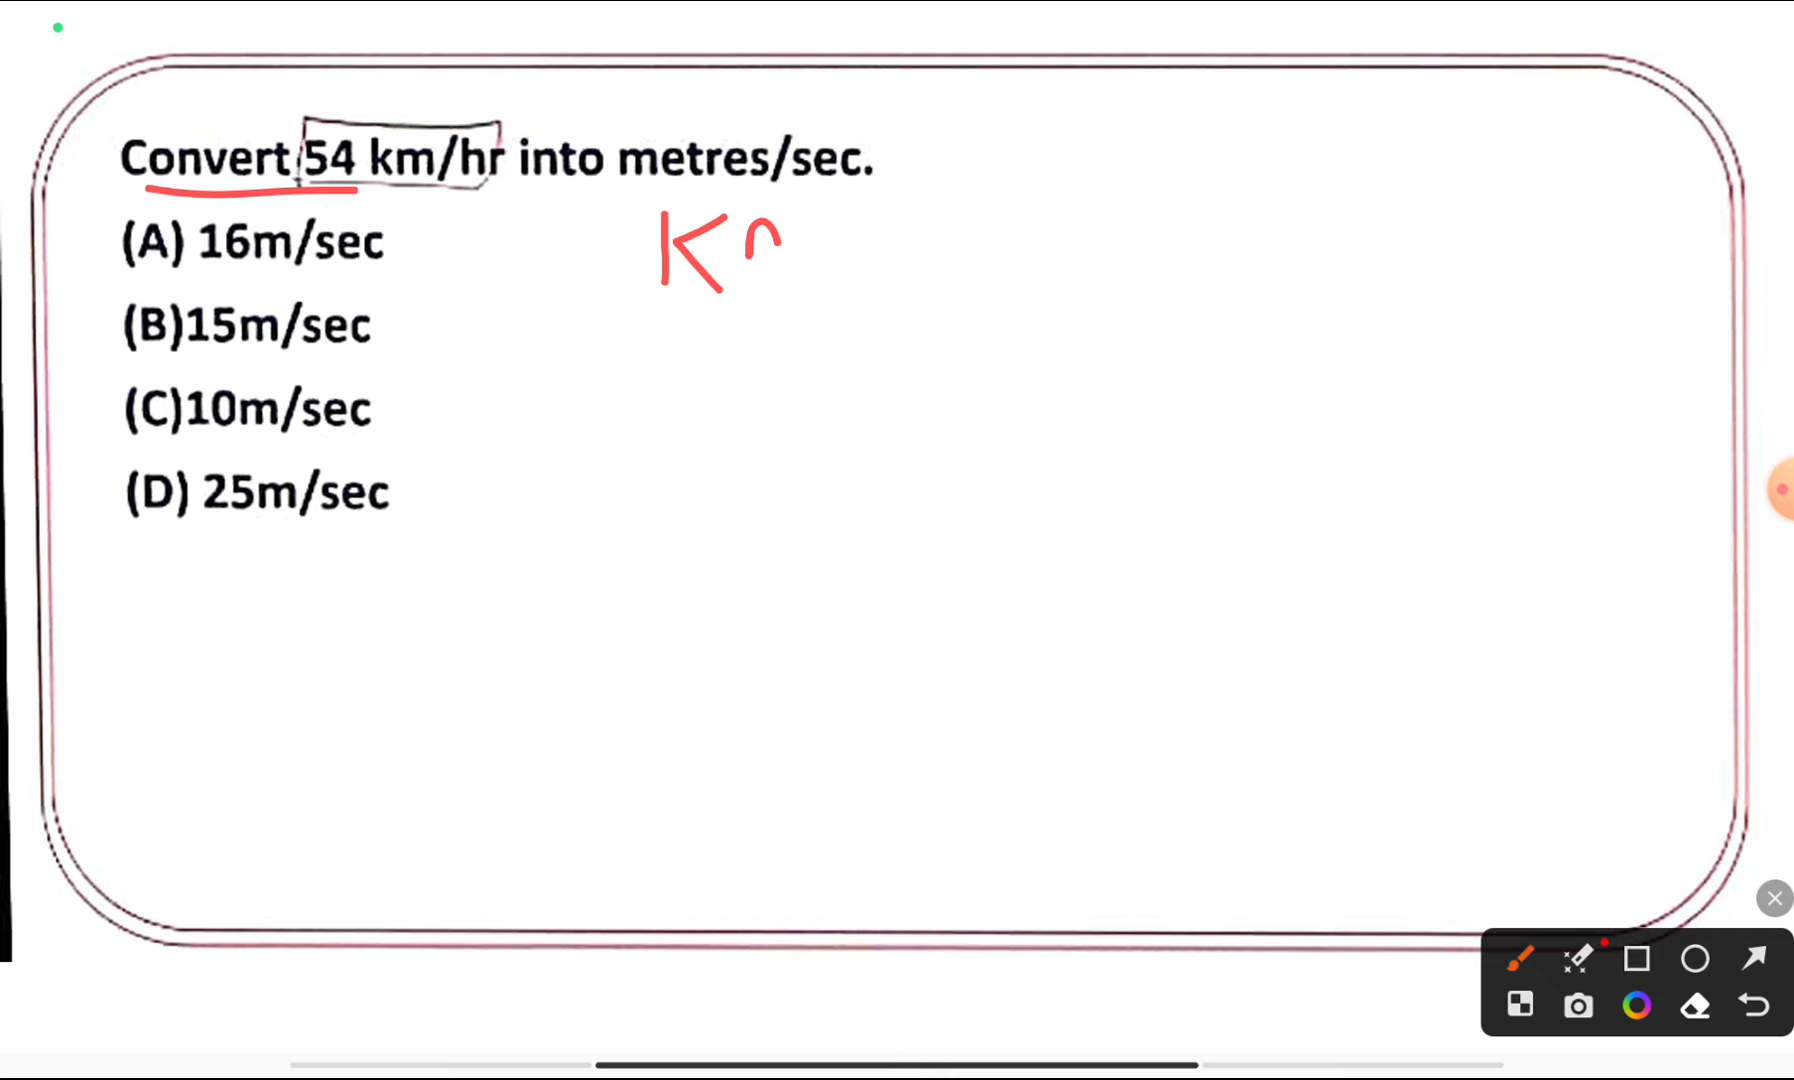 Convert 54 km/hr into metres/sec.
(A) 16m/sec
K
(B)15m/sec
(C)10m/sec
(D) 25m/sec